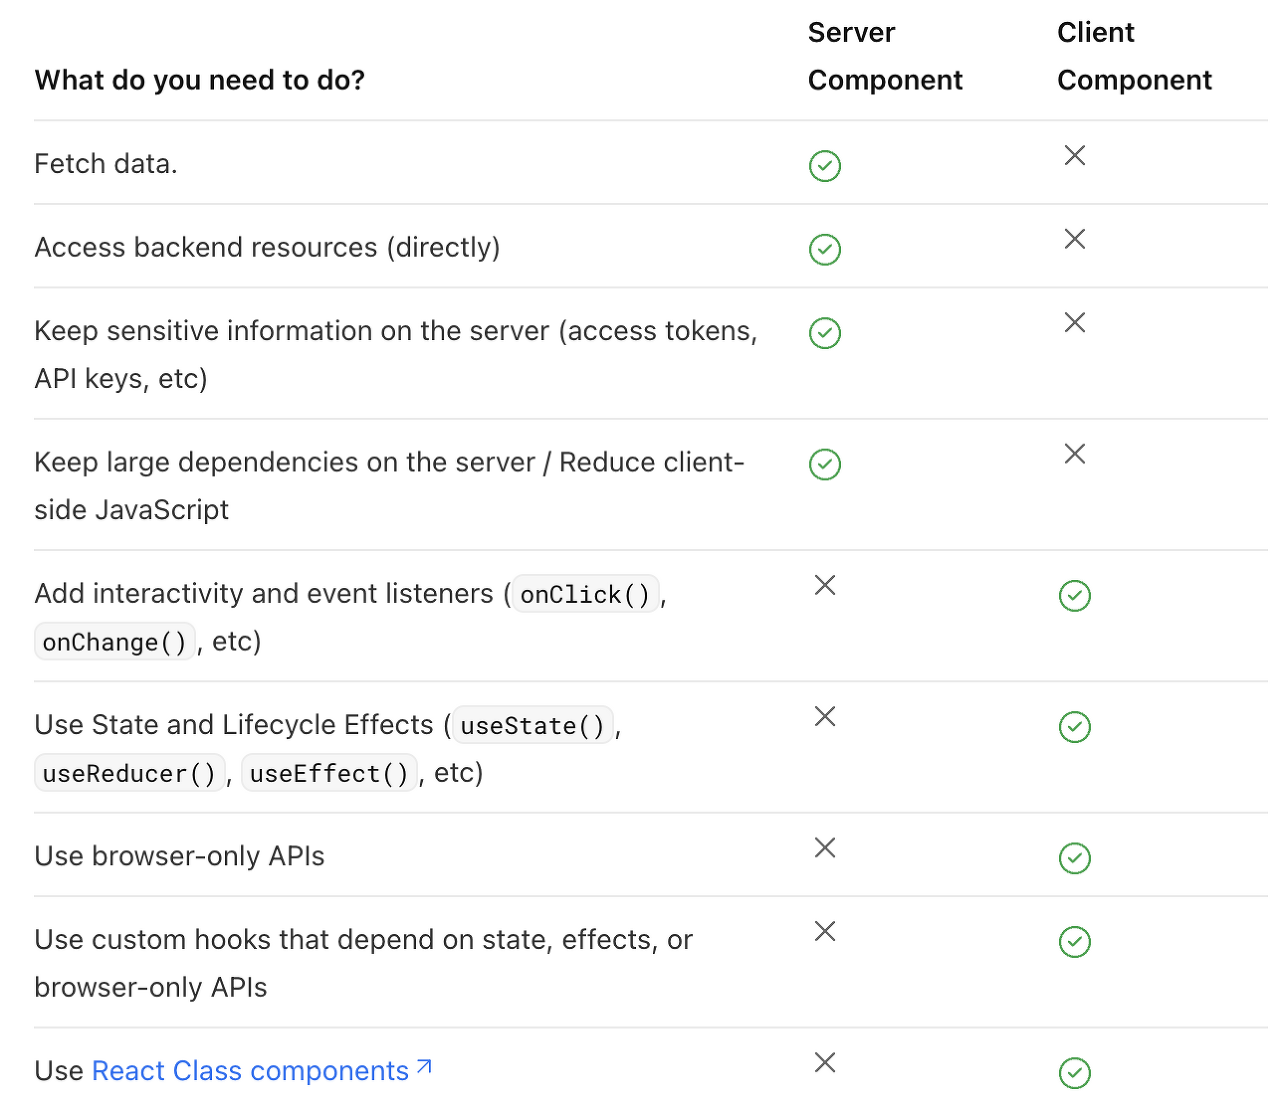 Server
Client
What do you need to do?
Component
Component
Fetch data.
Access backend resources (directly)
Keep sensitive information on the server (access tokens,
API keys, etc)
Keep large dependencies on the server / Reduce client-
side JavaScript
Add interactivity and event listeners ( onClick() ,
onChange() , etc)
Use State and Lifecycle Effects ( useState() ,
useReducer() , useEffect() , etc)
Use browser-only APIs
Use custom hooks that depend on state, effects, or
browser-only APIs
Use React Class components